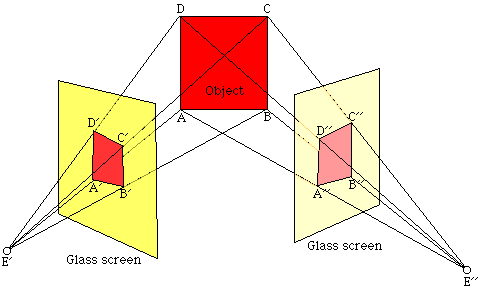 D C
Object
A B
D′ C′
A′ B′
D′′ C′′
A′′ B′′
Glass screen
Glass screen
E′
E′′